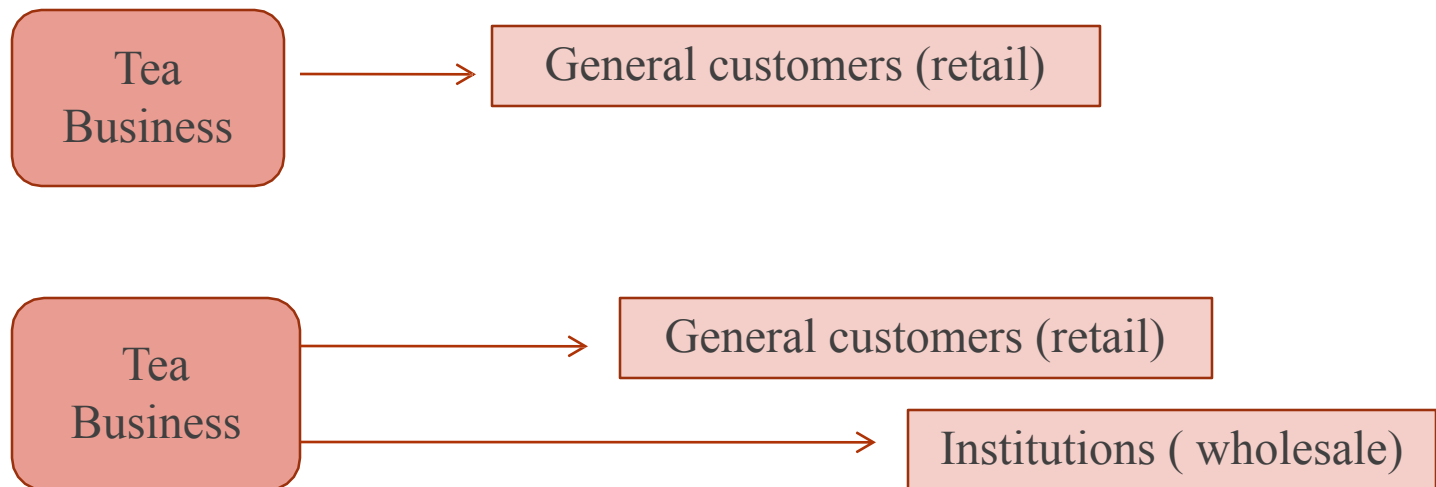 Tea
Business
General customers (retail)
Tea
Business
General customers (retail)
Institutions ( wholesale)